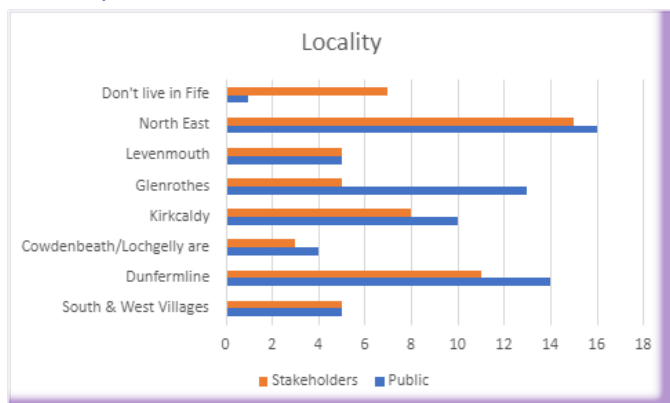 Locality
Don't live in Fife
North East
Levenmouth
Glenrothes
Kirkcaldy
Cowdenbeath/Lochgelly are
Dunfermline
South & West Villages
0 2 4 6 8 10 12 14 16 18
Stakeholders Public